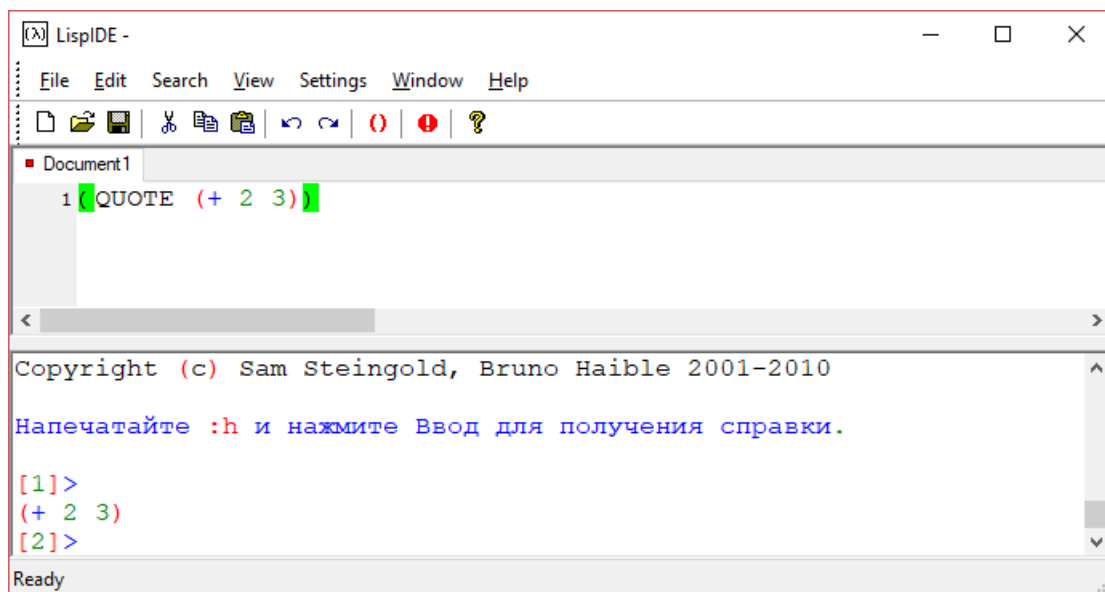 (λ) LispIDE -
File Edit Search View Settings Window Help
()
Document1
1 (QUOTE (+ 2 3))
Copyright (c) Sam Steingold, Bruno Haible 2001-2010
Напечатайте :h и нажмите Ввод для получения справки.
[1]>
(+ 2 3)
[2]>
Ready